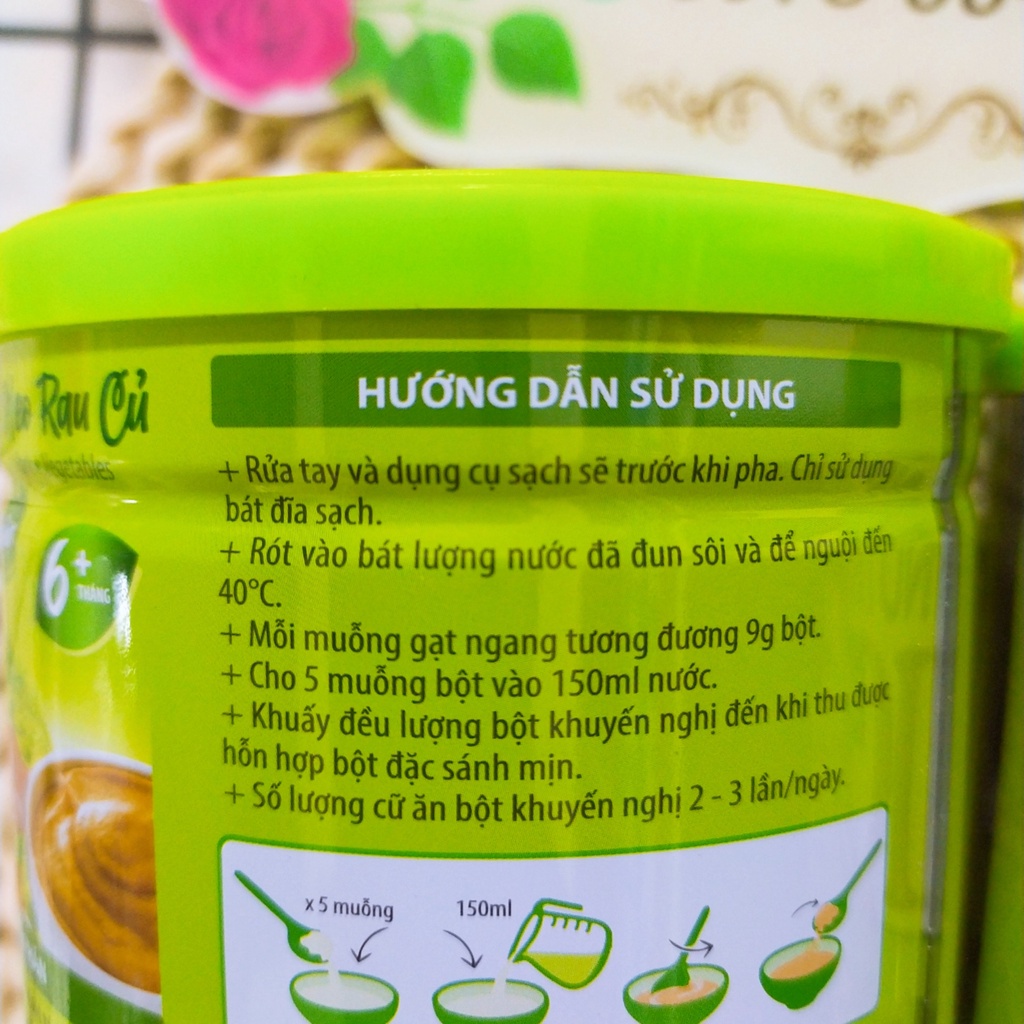 Rau Củ
Vegetables
6+
THÁNG
HƯỚNG DẪN SỬ DỤNG
+ Rửa tay và dụng cụ sạch sẽ trước khi pha. Chỉ sử dụng
bát đĩa sạch.
+ Rót vào bát lượng nước đã đun sôi và để nguội đến
40°C.
+ Mỗi muỗng gạt ngang tương đương 9g bột.
+ Cho 5 muỗng bột vào 150ml nước.
+ Khuấy đều lượng bột khuyến nghị đến khi thu được
hỗn hợp bột đặc sánh mịn.
+ Số lượng cữ ăn bột khuyến nghị 2 - 3 lần/ngày.
x 5 muỗng
150ml